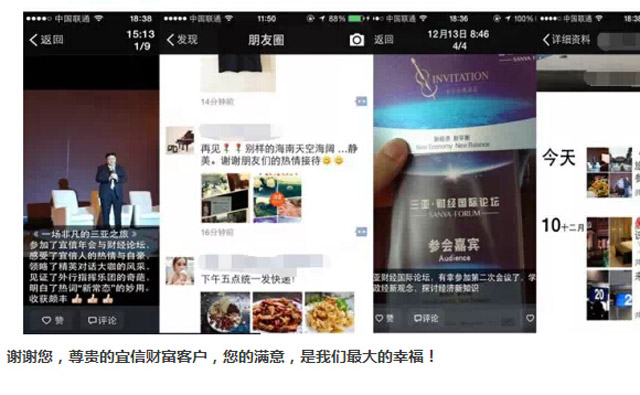 中国联通 18:38
返回
15:13
1/9
《一场非凡的三亚之旅》
参加了宜信年会与财经论坛，
感受了宜信人的热情与自豪，
领略了精英对话大咖的风采，
见证了外行指挥乐团的奇葩，
明白了热词“新常态”的妙用，
收获颇丰
赞
评论
中国联通 11:50 88%
发现
朋友圈
14分钟前
再见 别样的海南天空海阔 ...静
美。谢谢朋友们的热情接待
16分钟前
下午五点统一发快递！
中国联通 18:36 100%
返回
12月13日 8:46
4/4
INVITATION
新经济 新平衡
New Economy New Balance
三亚·财经国际论坛
SANYA FORUM
参会嘉宾
Audience
亚财经国际论坛，有幸参加第二次会议了，学
政经新观念，探讨经济新知识
赞
评论
中国联通 18:38
详细资料
今天
10十二月
20
谢谢您，尊贵的宜信财富客户，您的满意，是我们最大的幸福！